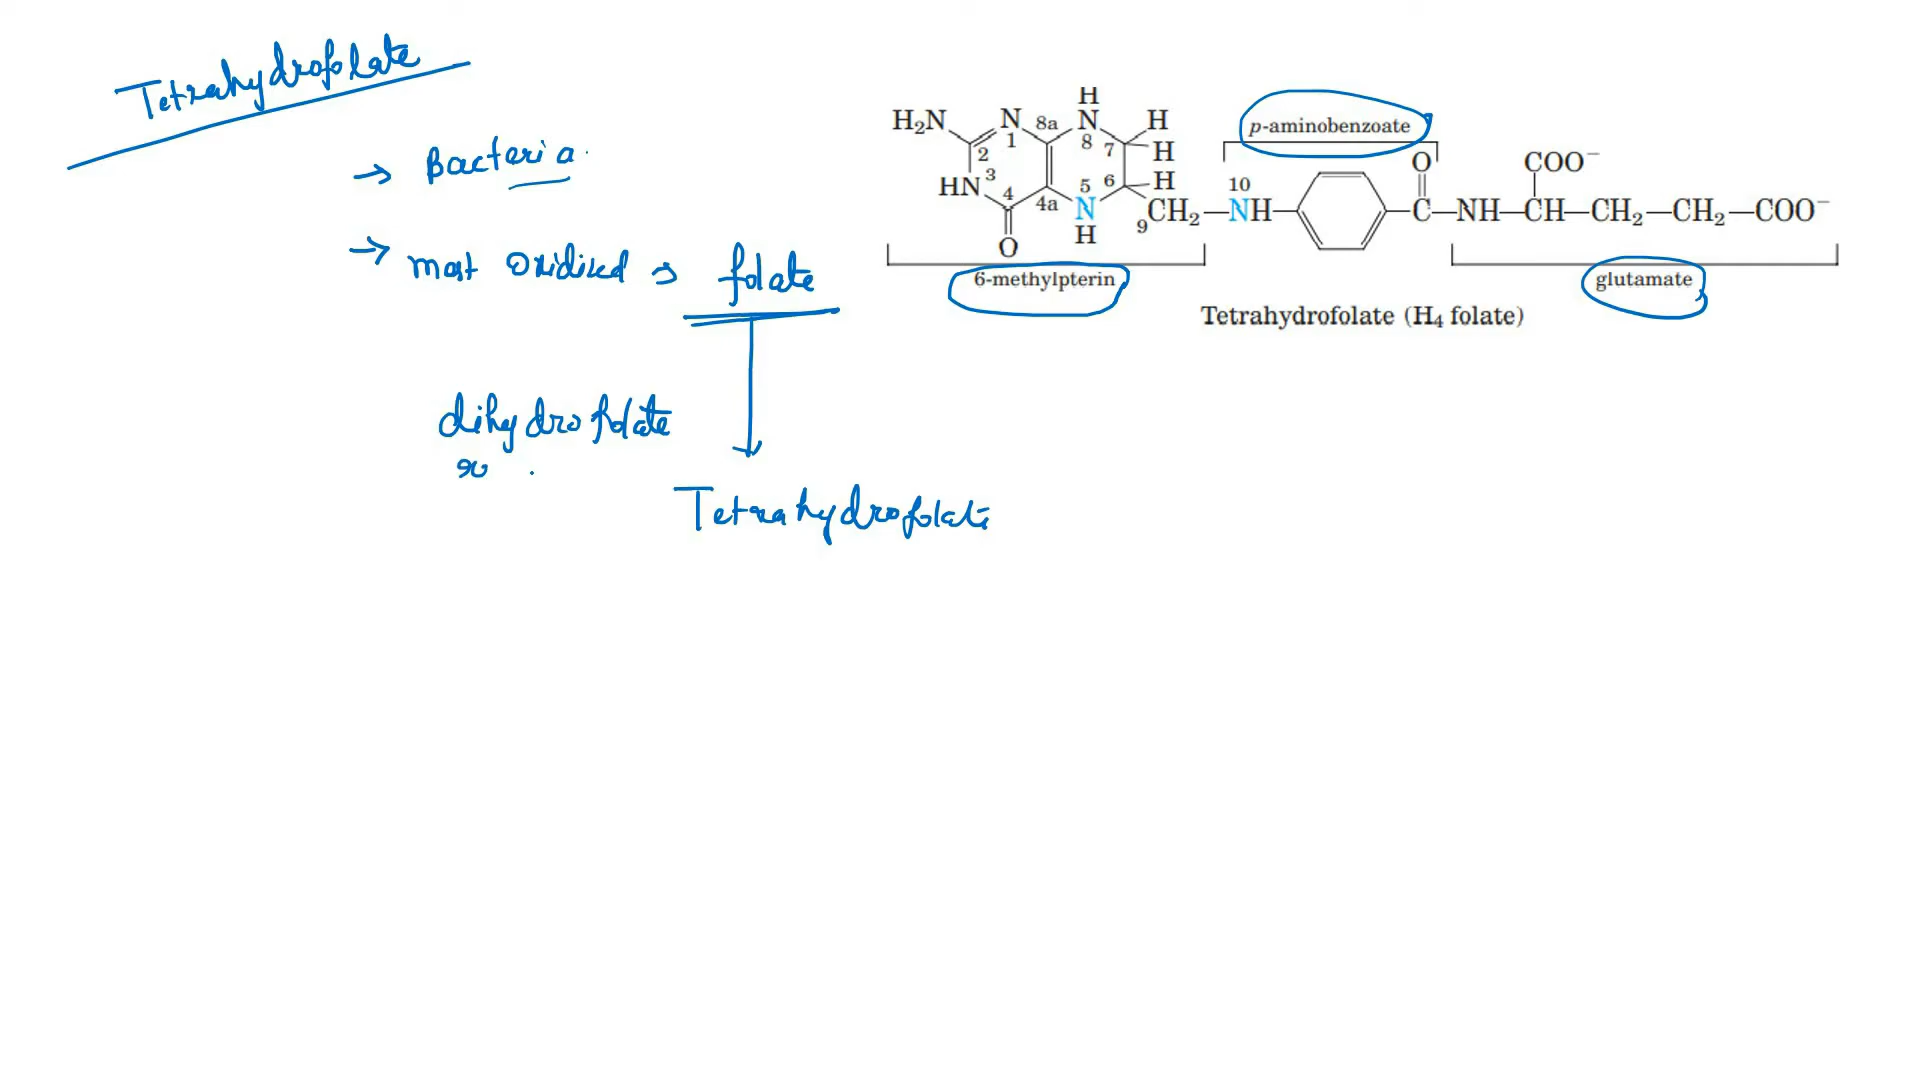 Tetrahydrofolate
→ Bacteria
→ most oxidized → folate
dihydrofolate
Tetrahydrofolate
H
H₂N N 8a N H
1 8 7 H
2
HN 3 4 4a 5 6 H
N CH₂—NH— —C—NH—CH—CH₂—CH₂—COO⁻
H 9 10 O COO⁻
O
p-aminobenzoate
6-methylpterin
glutamate
Tetrahydrofolate (H₄ folate)